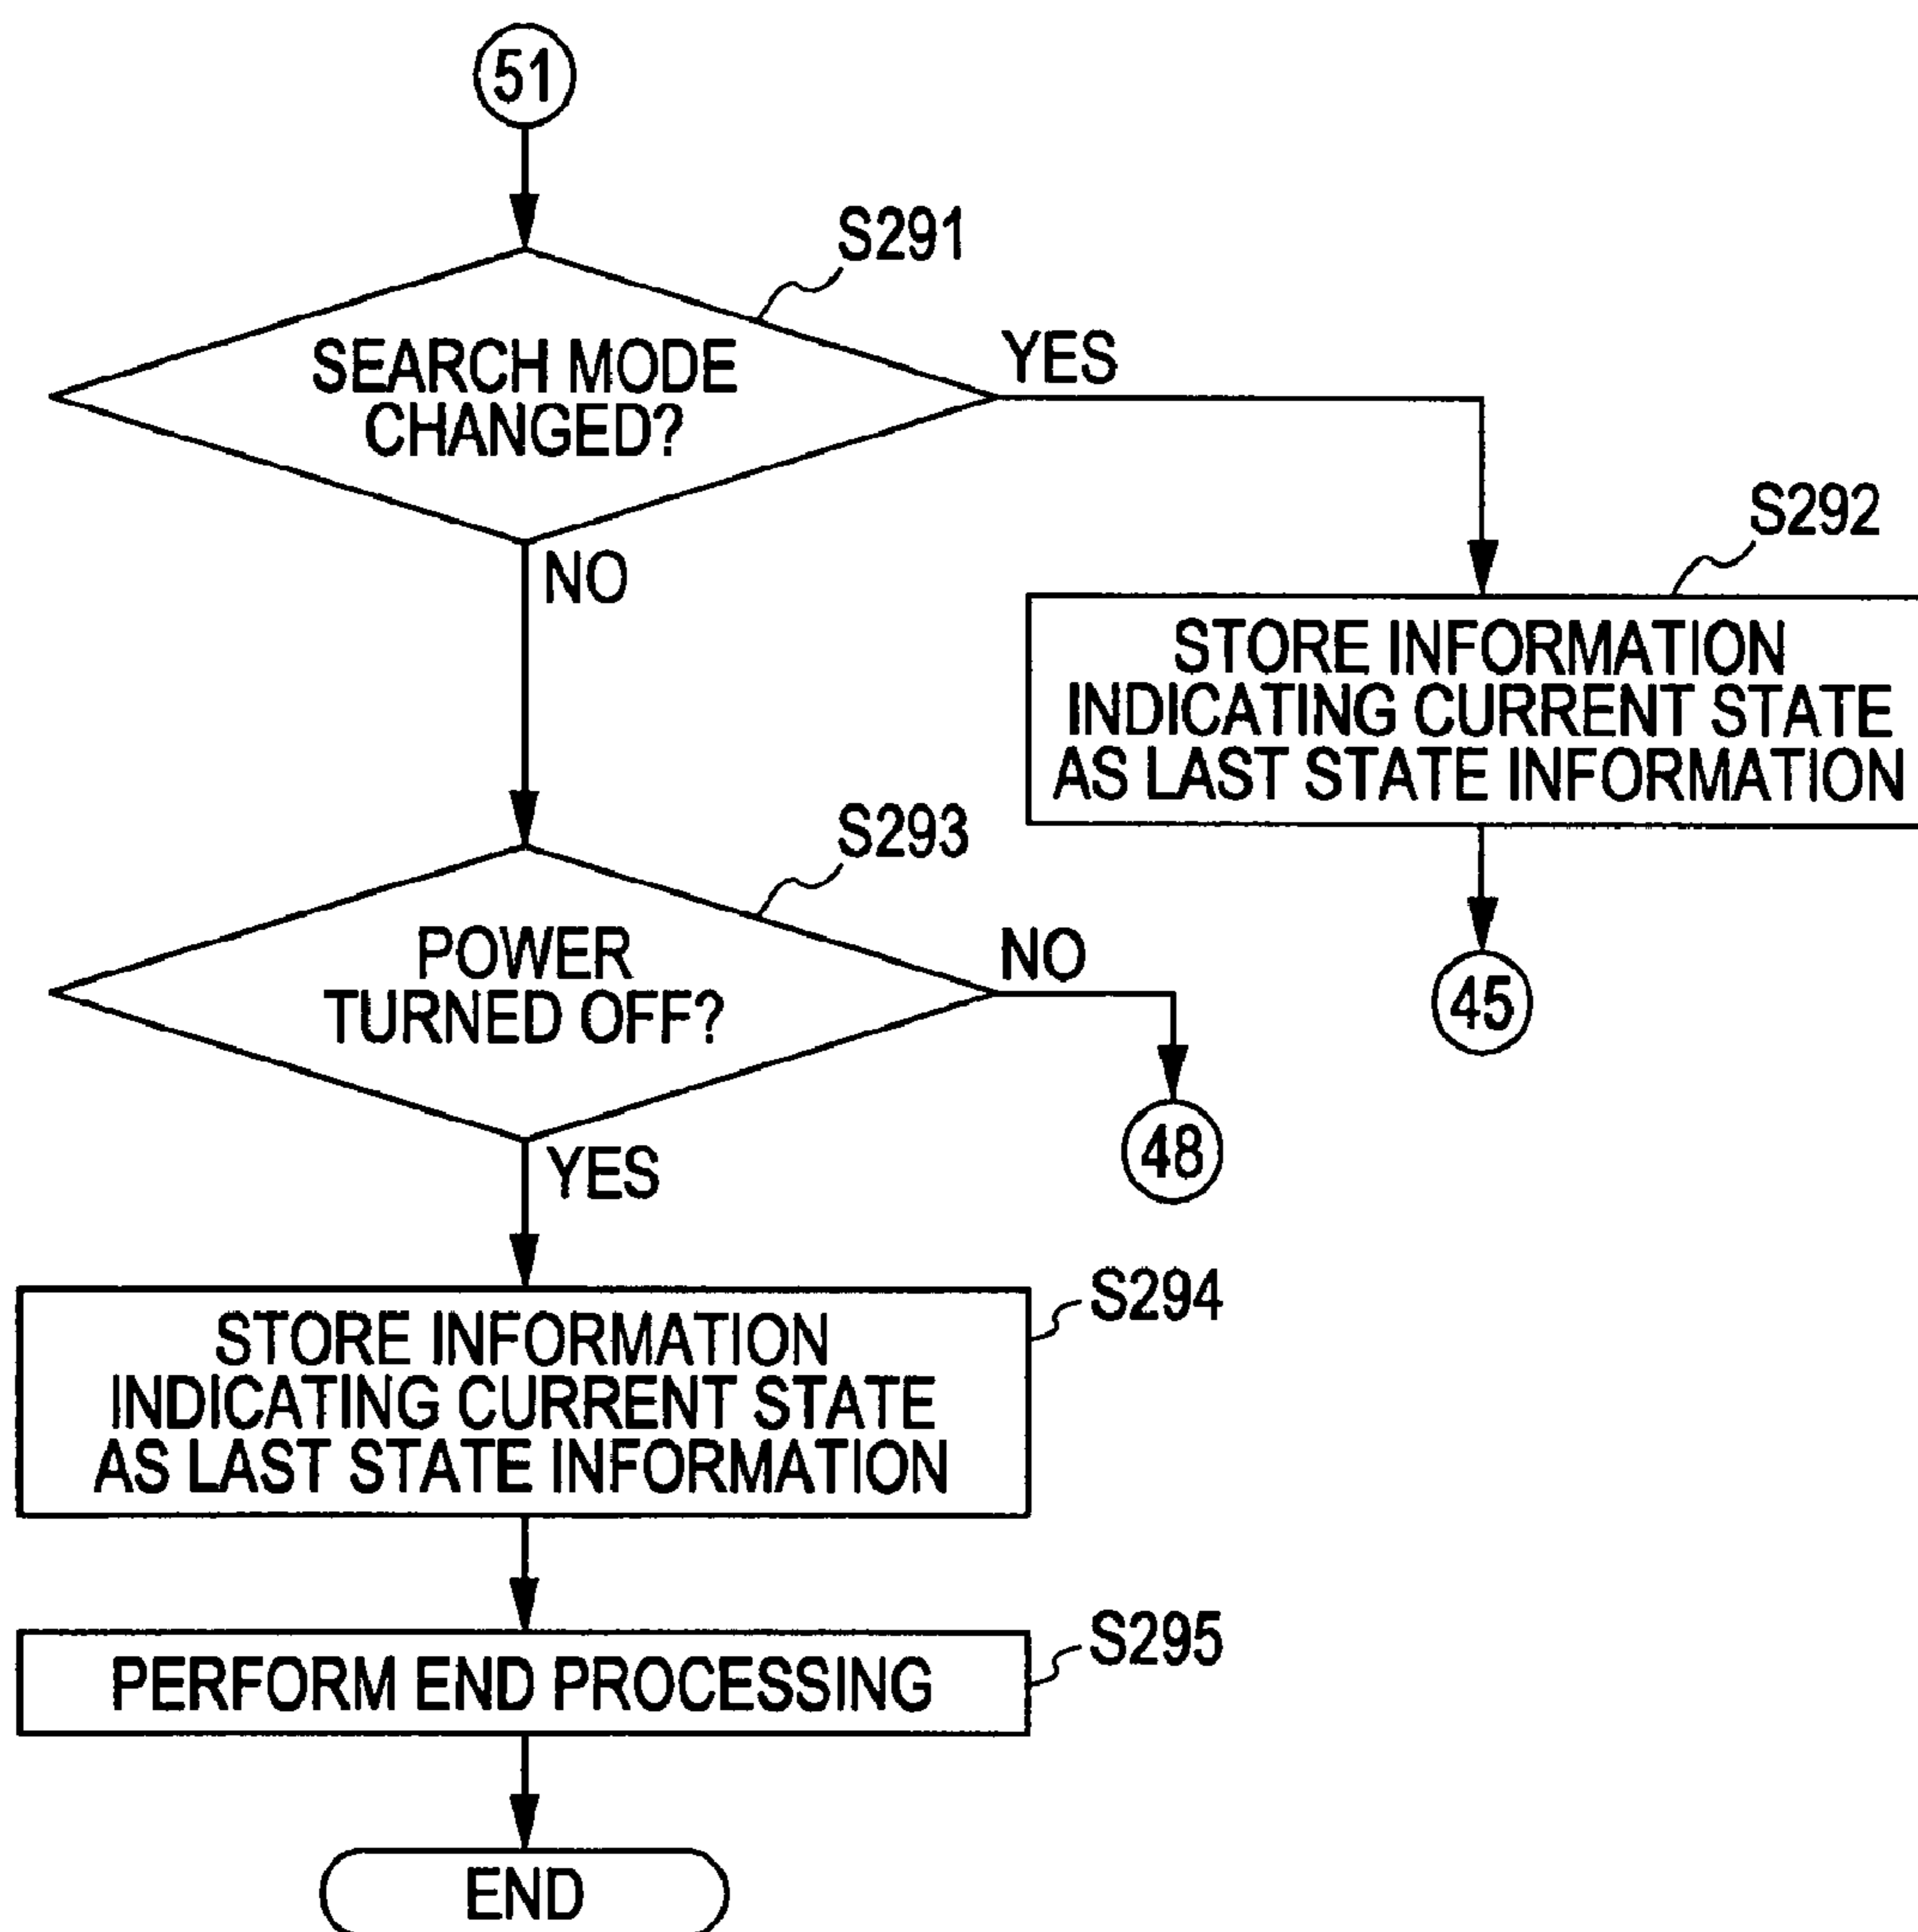 51
S291
SEARCH MODE
CHANGED?
YES
NO
S292
STORE INFORMATION
INDICATING CURRENT STATE
AS LAST STATE INFORMATION
45
S293
POWER
TURNED OFF?
NO
48
YES
S294
STORE INFORMATION
INDICATING CURRENT STATE
AS LAST STATE INFORMATION
S295
PERFORM END PROCESSING
END